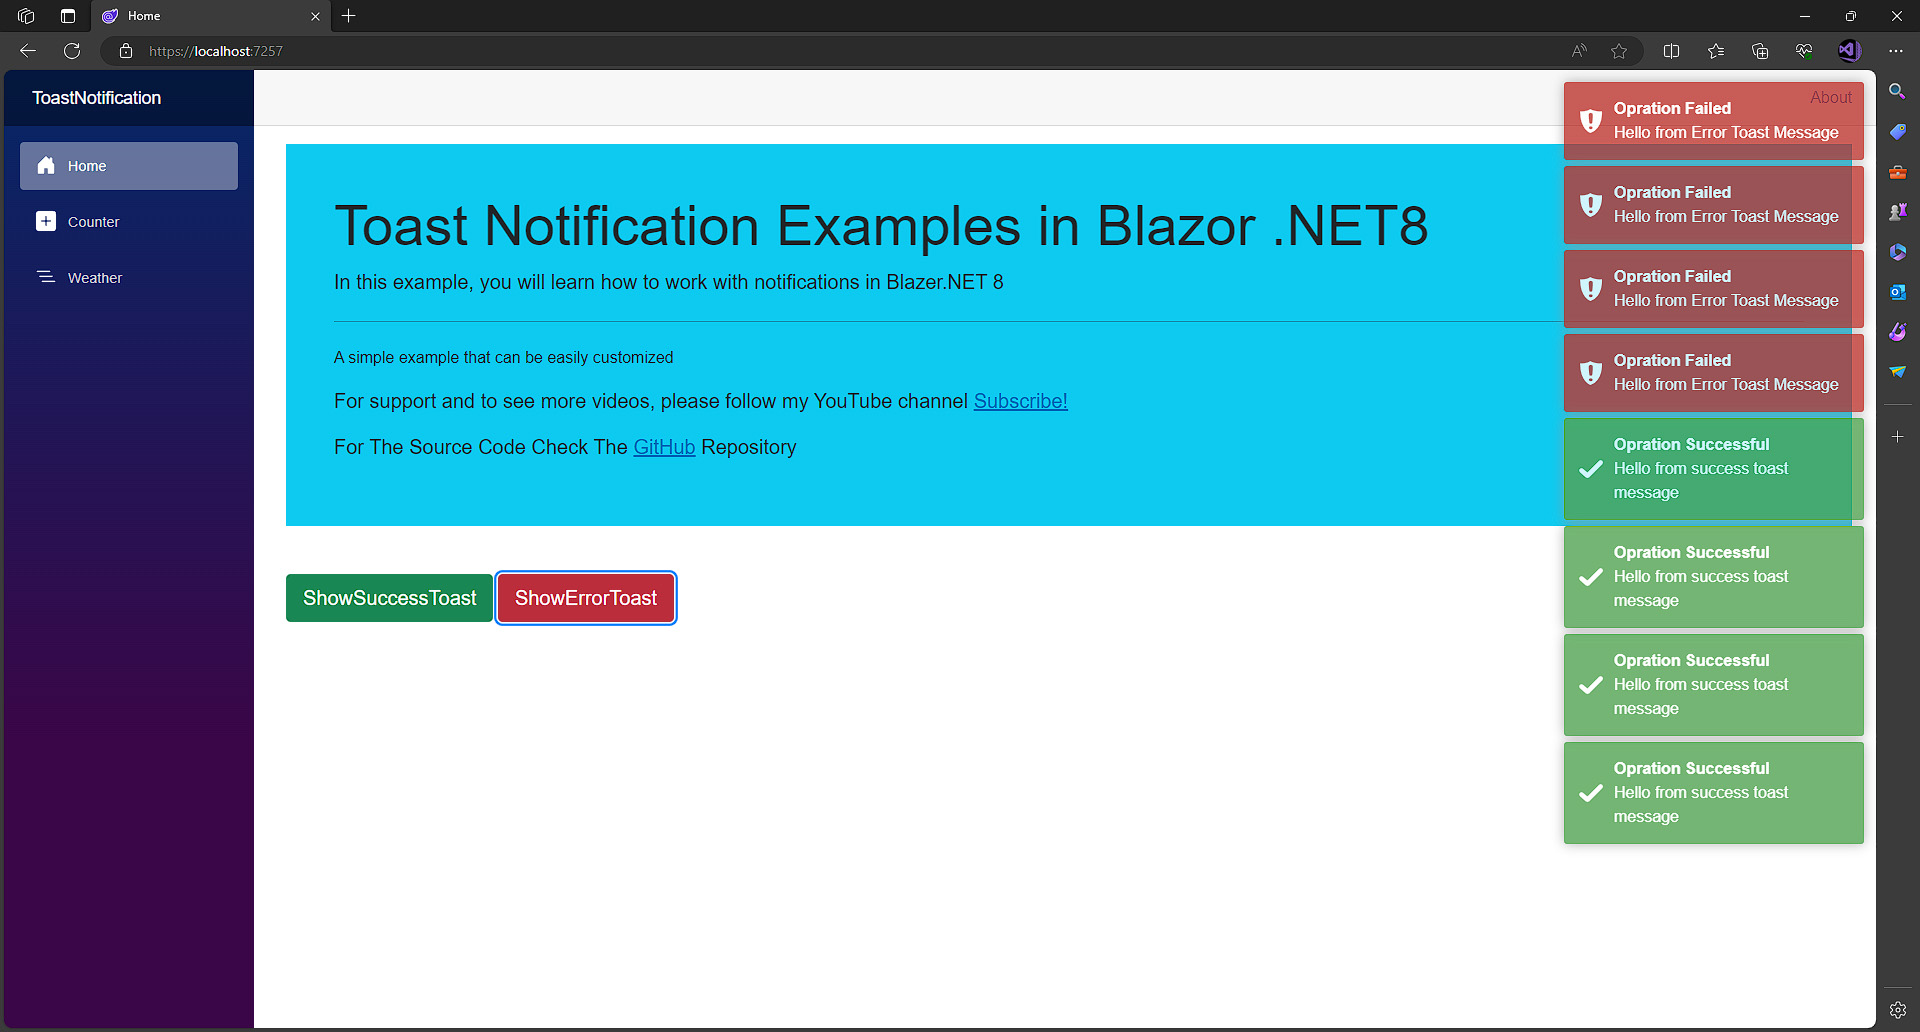 Home
https://localhost:7257
ToastNotification
About
Home
Counter
Weather
Toast Notification Examples in Blazor .NET8
In this example, you will learn how to work with notifications in Blazer.NET 8
A simple example that can be easily customized
For support and to see more videos, please follow my YouTube channel Subscribe!
For The Source Code Check The GitHub Repository
ShowSuccessToast
ShowErrorToast
Opration Failed
Hello from Error Toast Message
Opration Failed
Hello from Error Toast Message
Opration Failed
Hello from Error Toast Message
Opration Failed
Hello from Error Toast Message
Opration Successful
Hello from success toast
message
Opration Successful
Hello from success toast
message
Opration Successful
Hello from success toast
message
Opration Successful
Hello from success toast
message